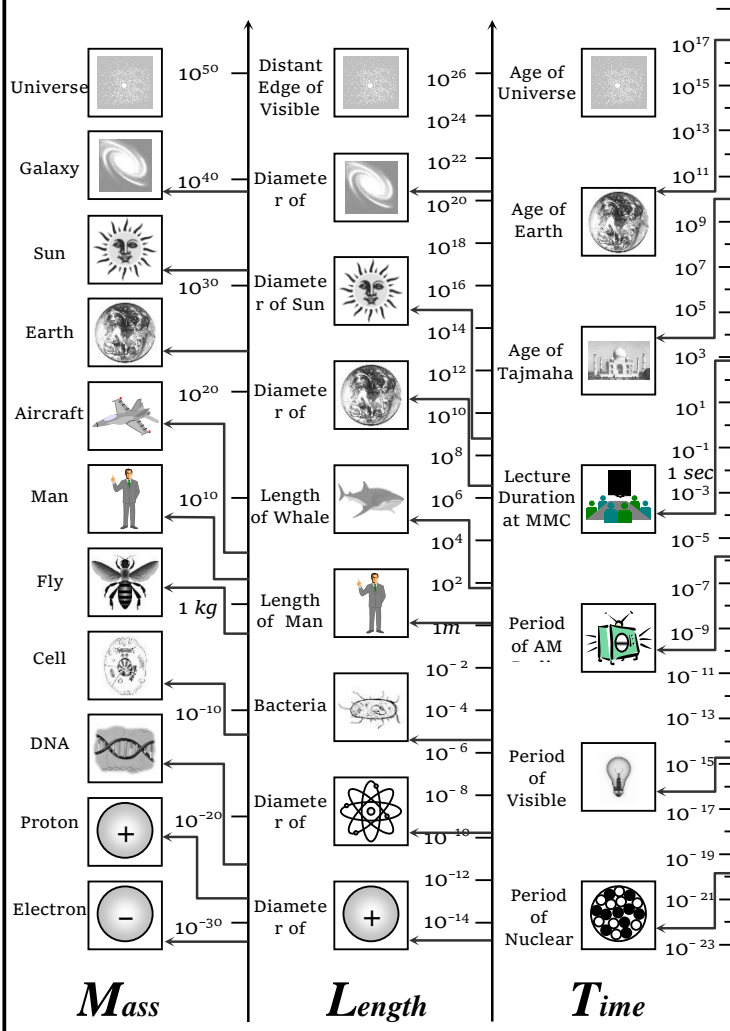 Universe
Galaxy
Sun
Earth
Aircraft
Man
Fly
Cell
DNA
Proton
+
Electron
−
10⁵⁰
10⁴⁰
10³⁰
10²⁰
10¹⁰
1 kg
10⁻¹⁰
10⁻²⁰
10⁻³⁰
Mass
Distant
Edge of
Visible
Diamete
r of
Diamete
r of Sun
Diamete
r of
Length
of Whale
Length
of Man
Bacteria
Diamete
r of
Diamete
r of
+
10²⁶
10²⁴
10²²
10²⁰
10¹⁸
10¹⁶
10¹⁴
10¹²
10¹⁰
10⁸
10⁶
10⁴
10²
1m
10⁻²
10⁻⁴
10⁻⁶
10⁻⁸
10⁻¹⁰
10⁻¹²
10⁻¹⁴
Length
Age of
Universe
Age of
Earth
Age of
Tajmaha
Lecture
Duration
at MMC
Period
of AM
Period
of
Visible
Period
of
Nuclear
10¹⁷
10¹⁵
10¹³
10¹¹
10⁹
10⁷
10⁵
10³
10¹
10⁻¹
1 sec
10⁻³
10⁻⁵
10⁻⁷
10⁻⁹
10⁻¹¹
10⁻¹³
10⁻¹⁵
10⁻¹⁷
10⁻¹⁹
10⁻²¹
10⁻²³
Time